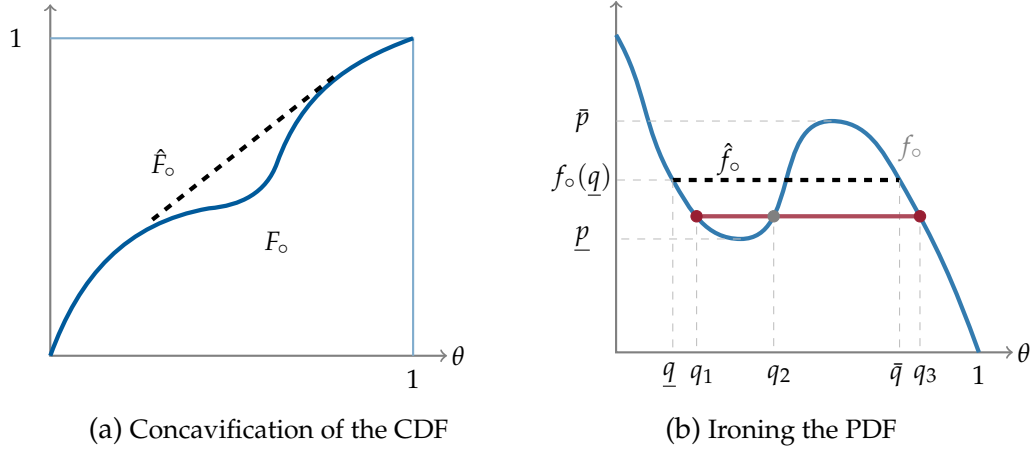 1
F̂∘
F∘
θ
1
(a) Concavification of the CDF
p̄
f∘(q̲)
p̲
f̂∘
f∘
θ
q̲ q₁ q₂ q̄ q₃ 1
(b) Ironing the PDF